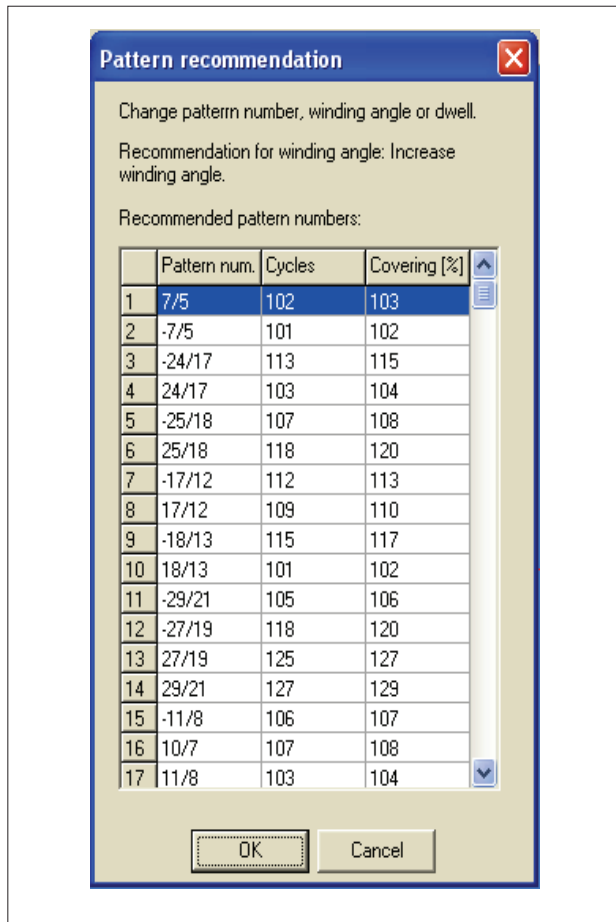 Pattern recommendation
Change patterrn number, winding angle or dwell.
Recommendation for winding angle: Increase
winding angle.
Recommended pattern numbers:
Pattern num. Cycles Covering [%]
1 7/5 102 103
2 -7/5 101 102
3 -24/17 113 115
4 24/17 103 104
5 -25/18 107 108
6 25/18 118 120
7 -17/12 112 113
8 17/12 109 110
9 -18/13 115 117
10 18/13 101 102
11 -29/21 105 106
12 -27/19 118 120
13 27/19 125 127
14 29/21 127 129
15 -11/8 106 107
16 10/7 107 108
17 11/8 103 104
OK Cancel